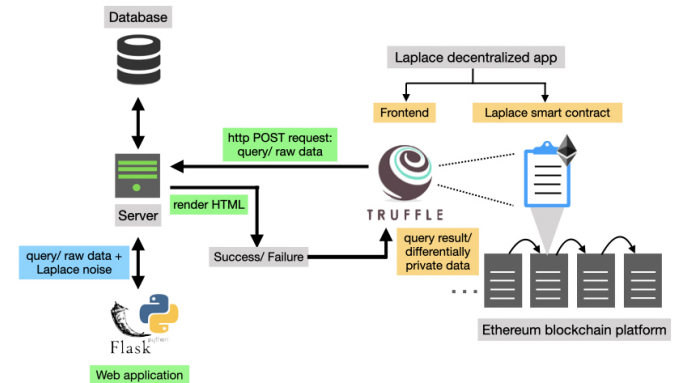 Database
Laplace decentralized app
Frontend
Laplace smart contract
http POST request:
query/ raw data
Server
render HTML
TRUFFLE
Success/ Failure
query result/
differentially
private data
query/ raw data +
Laplace noise
...
Ethereum blockchain platform
Flask
python
Web application